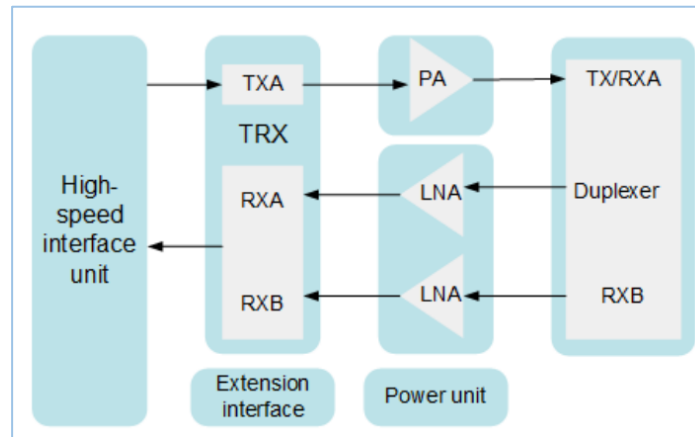 High-
speed
interface
unit
TXA
TRX
RXA
RXB
PA
LNA
LNA
TX/RXA
Duplexer
RXB
Extension
interface
Power unit